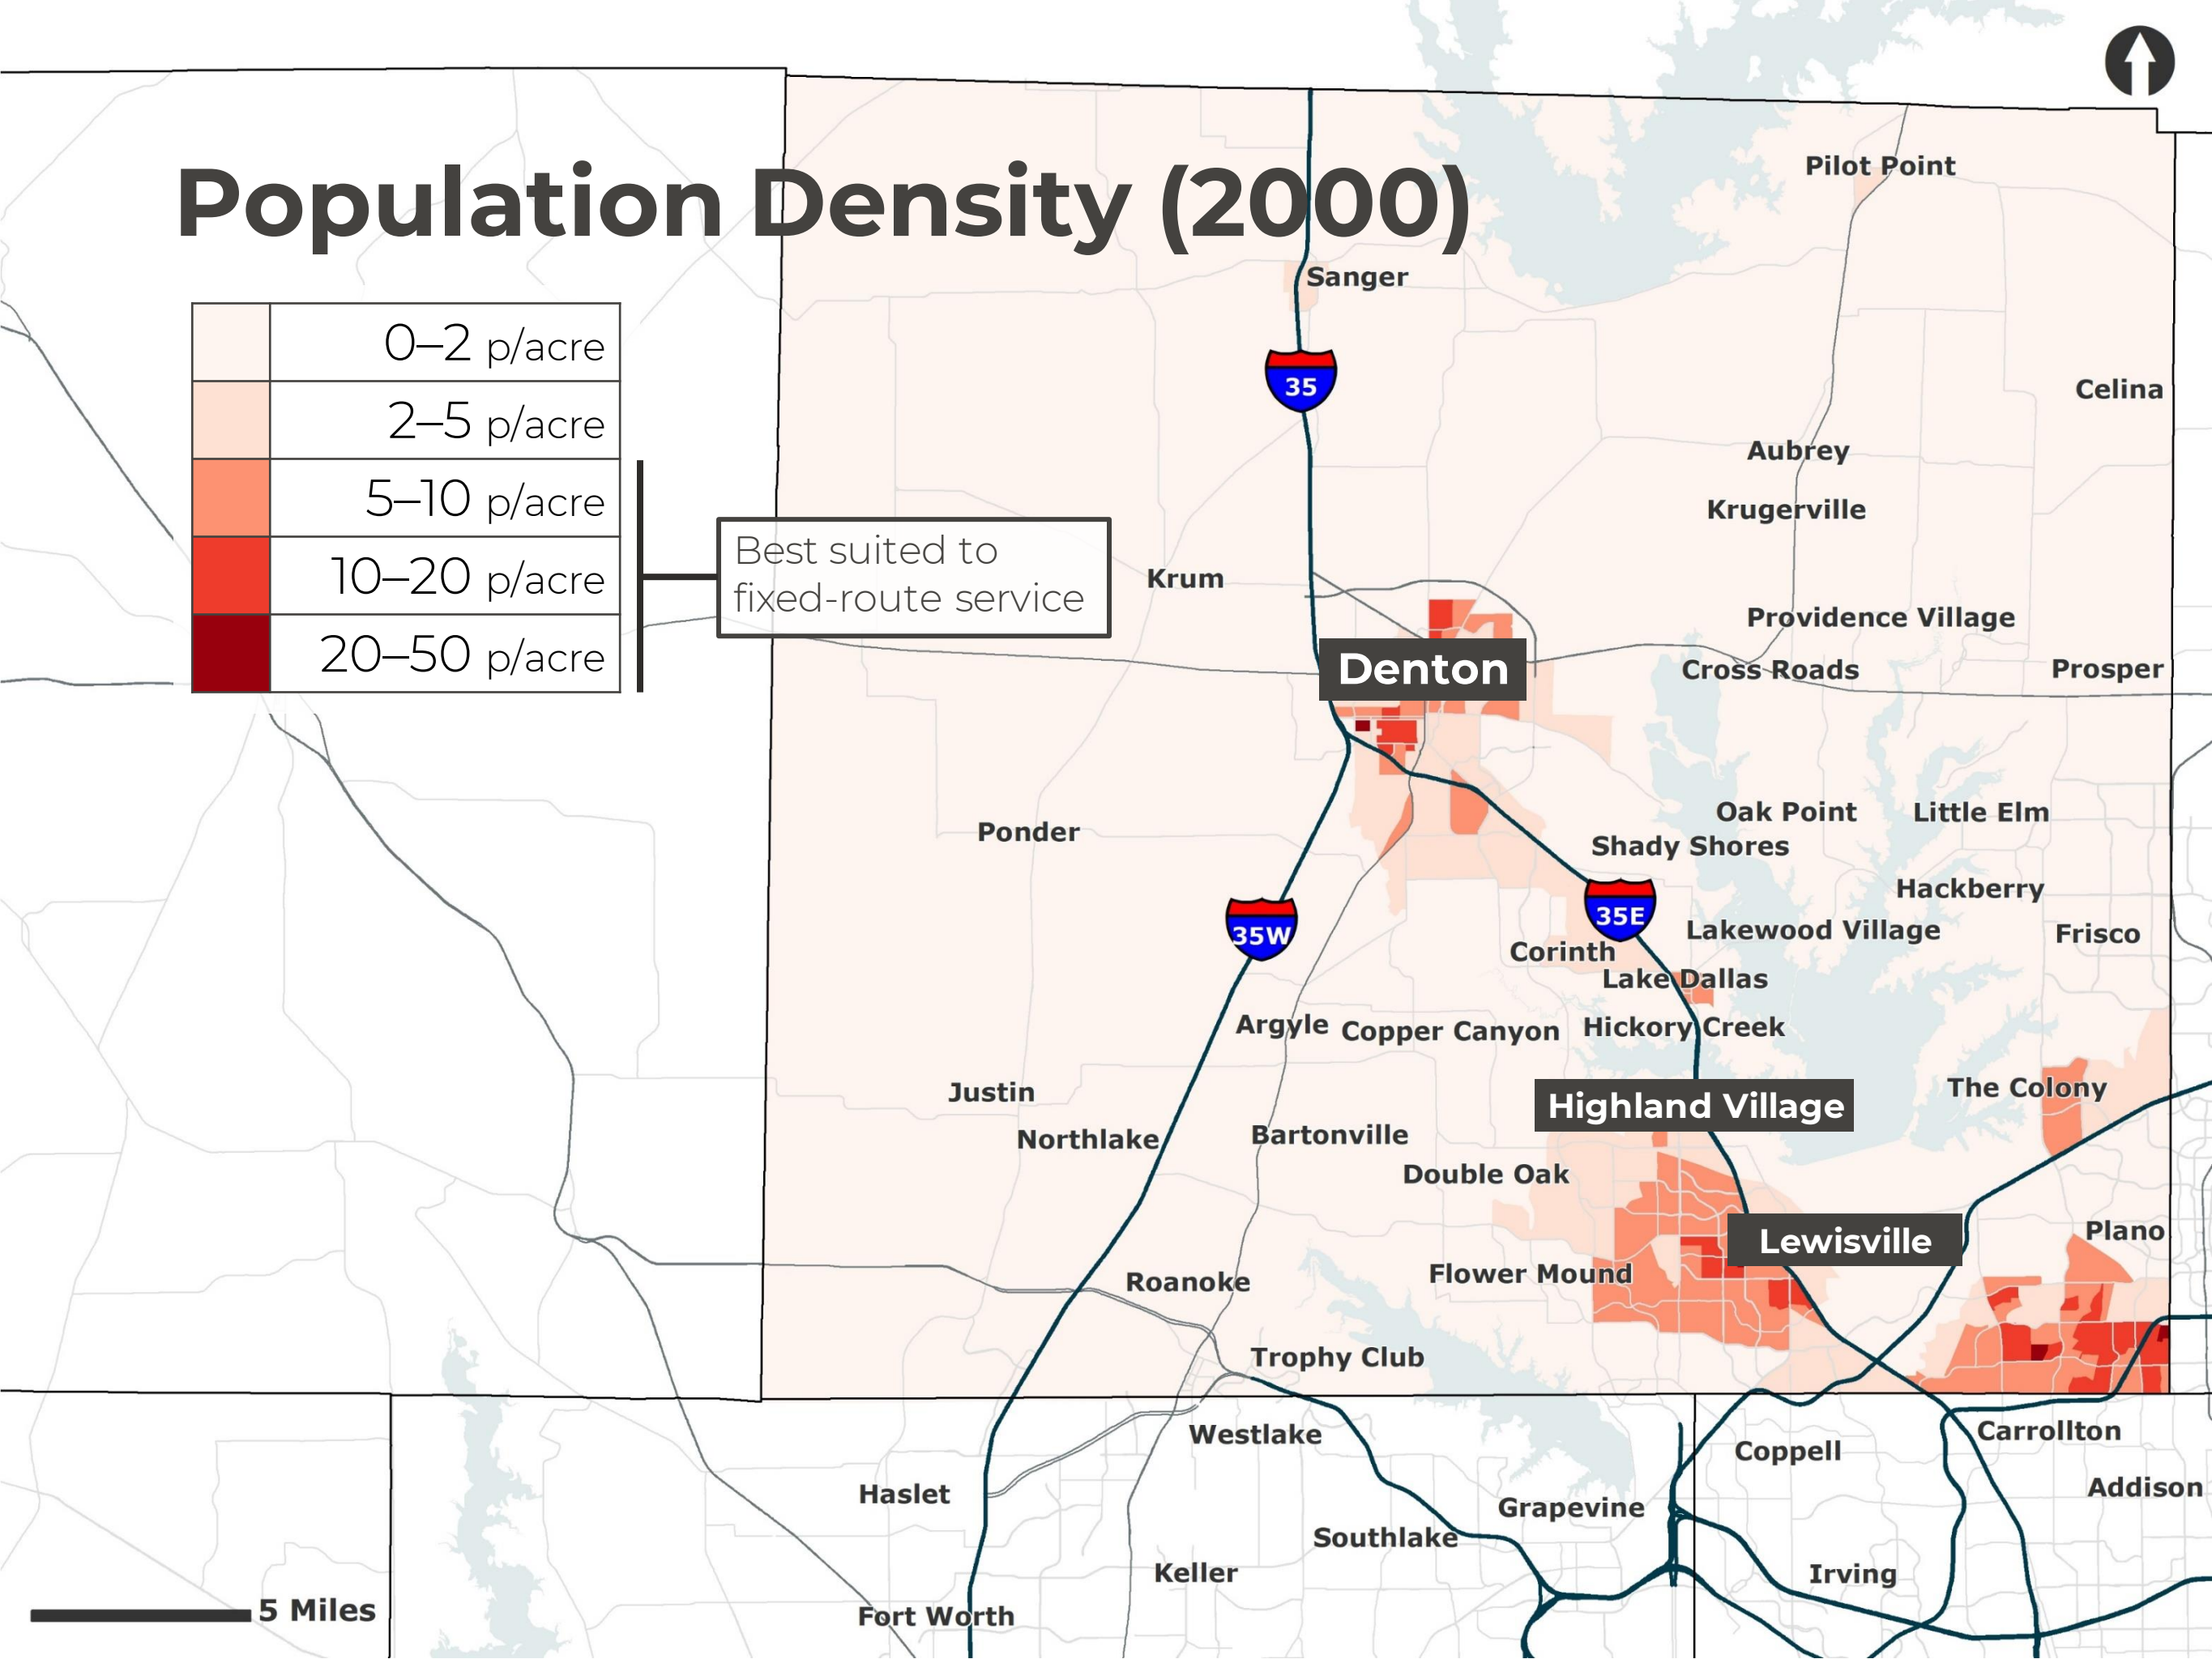 Population Density (2000)
0–2 p/acre
2–5 p/acre
5–10 p/acre
10–20 p/acre
20–50 p/acre
Best suited to
fixed-route service
Pilot Point
Sanger
35
Celina
Aubrey
Krugerville
Krum
Providence Village
Denton
Cross Roads
Prosper
Oak Point
Little Elm
Ponder
Shady Shores
Hackberry
35E
35W
Lakewood Village
Frisco
Corinth
Lake Dallas
Argyle
Copper Canyon
Hickory Creek
Justin
The Colony
Highland Village
Northlake
Bartonville
Double Oak
Plano
Lewisville
Flower Mound
Roanoke
Trophy Club
Westlake
Carrollton
Coppell
Haslet
Addison
Grapevine
Southlake
Keller
Irving
5 Miles
Fort Worth